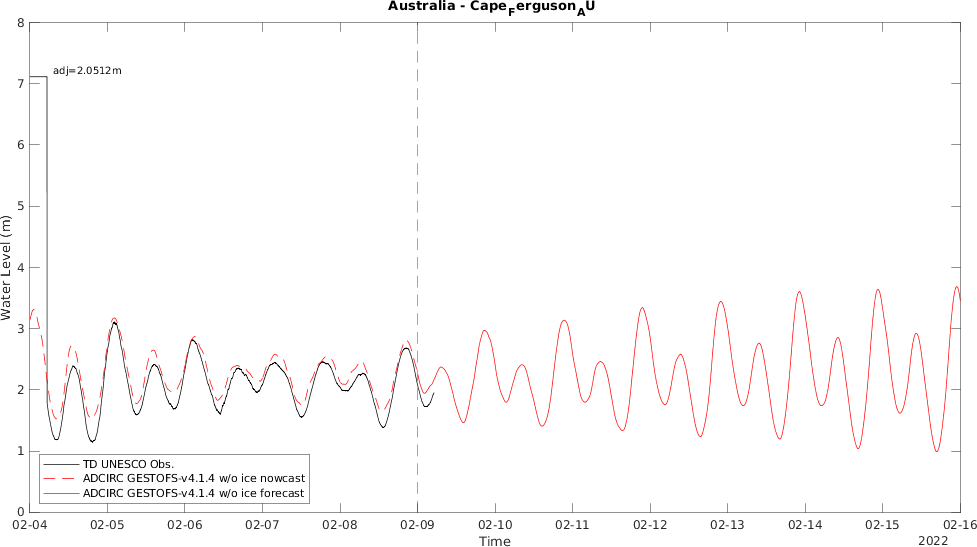 Australia - Cape_Ferguson_AU
8
adj=2.0512m
7
6
5
4
3
2
1
0
Water Level (m)
TD UNESCO Obs.
ADCIRC GESTOFS-v4.1.4 w/o ice nowcast
ADCIRC GESTOFS-v4.1.4 w/o ice forecast
02-04 02-05 02-06 02-07 02-08 02-09 02-10 02-11 02-12 02-13 02-14 02-15 02-16
Time
2022